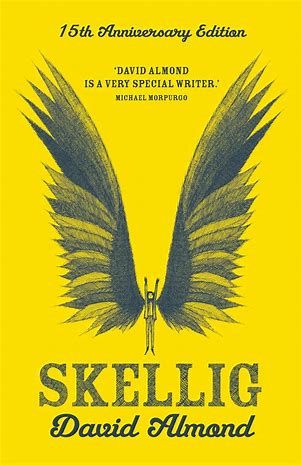 15th Anniversary Edition
‘DAVID ALMOND
IS A VERY SPECIAL WRITER.’
MICHAEL MORPURGO
SKELLIG
David Almond